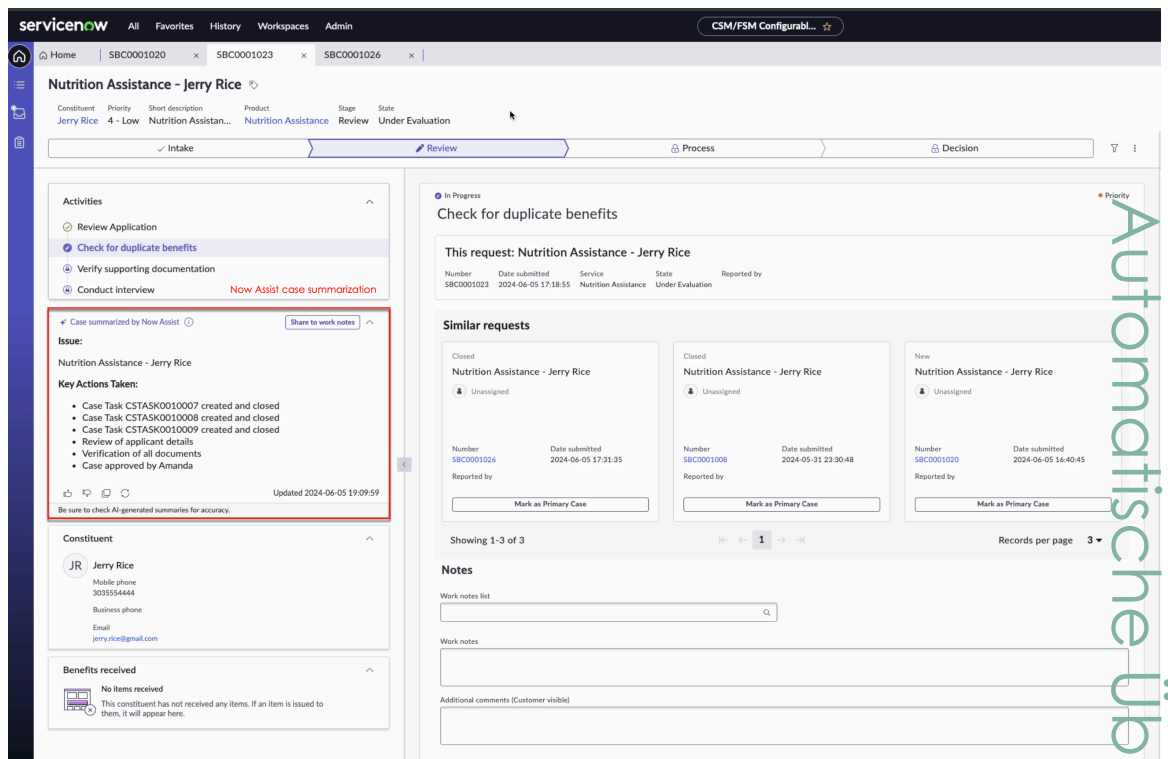 servicenow All Favorites History Workspaces Admin CSM/FSM Configurabl...
Home SBC0001020 × SBC0001023 × SBC0001026 ×
Nutrition Assistance - Jerry Rice
Constituent Priority Short description Product Stage State
Jerry Rice 4 - Low Nutrition Assistan... Nutrition Assistance Review Under Evaluation
Intake Review Process Decision
Activities
Review Application
Check for duplicate benefits
Verify supporting documentation
Conduct interview
Now Assist case summarization
Case summarized by Now Assist Share to work notes
Issue:
Nutrition Assistance - Jerry Rice
Key Actions Taken:
• Case Task CSTASK0010007 created and closed
• Case Task CSTASK0010008 created and closed
• Case Task CSTASK0010009 created and closed
• Review of applicant details
• Verification of all documents
• Case approved by Amanda
Updated 2024-06-05 19:09:59
Be sure to check AI-generated summaries for accuracy.
Constituent
JR Jerry Rice
Mobile phone
3035554444
Business phone
Email
jerry.rice@gmail.com
Benefits received
No items received
This constituent has not received any items. If an item is issued to
them, it will appear here.
In Progress
Priority
Check for duplicate benefits
This request: Nutrition Assistance - Jerry Rice
Number Date submitted Service State Reported by
SBC0001023 2024-06-05 17:18:55 Nutrition Assistance Under Evaluation
Similar requests
Closed
Nutrition Assistance - Jerry Rice
Unassigned
Number Date submitted
SBC0001026 2024-06-05 17:31:35
Reported by
Mark as Primary Case
Closed
Nutrition Assistance - Jerry Rice
Unassigned
Number Date submitted
SBC0001008 2024-05-31 23:30:48
Reported by
Mark as Primary Case
New
Nutrition Assistance - Jerry Rice
Unassigned
Number Date submitted
SBC0001020 2024-06-05 16:40:45
Reported by
Mark as Primary Case
Showing 1-3 of 3 1 Records per page 3
Notes
Work notes list
Work notes
Additional comments (Customer visible)
Automatische Üb